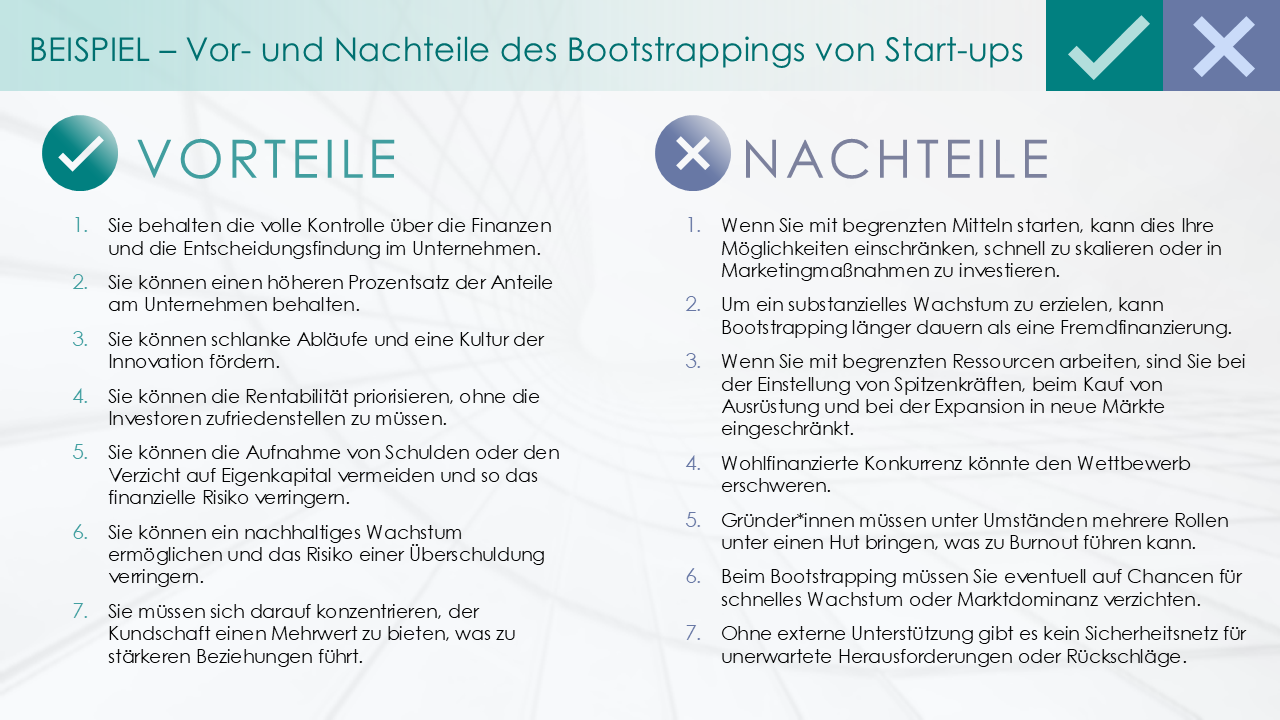 BEISPIEL – Vor- und Nachteile des Bootstrappings von Start-ups
VORTEILE
1. Sie behalten die volle Kontrolle über die Finanzen
und die Entscheidungsfindung im Unternehmen.
2. Sie können einen höheren Prozentsatz der Anteile
am Unternehmen behalten.
3. Sie können schlanke Abläufe und eine Kultur der
Innovation fördern.
4. Sie können die Rentabilität priorisieren, ohne die
Investoren zufriedenstellen zu müssen.
5. Sie können die Aufnahme von Schulden oder den
Verzicht auf Eigenkapital vermeiden und so das
finanzielle Risiko verringern.
6. Sie können ein nachhaltiges Wachstum
ermöglichen und das Risiko einer Überschuldung
verringern.
7. Sie müssen sich darauf konzentrieren, der
Kundschaft einen Mehrwert zu bieten, was zu
stärkeren Beziehungen führt.
NACHTEILE
1. Wenn Sie mit begrenzten Mitteln starten, kann dies Ihre
Möglichkeiten einschränken, schnell zu skalieren oder in
Marketingmaßnahmen zu investieren.
2. Um ein substanzielles Wachstum zu erzielen, kann
Bootstrapping länger dauern als eine Fremdfinanzierung.
3. Wenn Sie mit begrenzten Ressourcen arbeiten, sind Sie bei
der Einstellung von Spitzenkräften, beim Kauf von
Ausrüstung und bei der Expansion in neue Märkte
eingeschränkt.
4. Wohlfinanzierte Konkurrenz könnte den Wettbewerb
erschweren.
5. Gründer*innen müssen unter Umständen mehrere Rollen
unter einen Hut bringen, was zu Burnout führen kann.
6. Beim Bootstrapping müssen Sie eventuell auf Chancen für
schnelles Wachstum oder Marktdominanz verzichten.
7. Ohne externe Unterstützung gibt es kein Sicherheitsnetz für
unerwartete Herausforderungen oder Rückschläge.